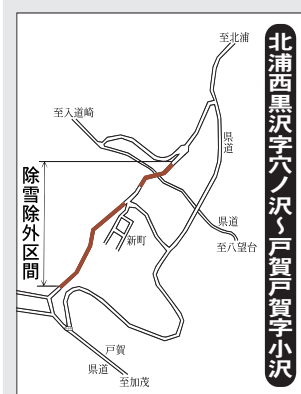 北浦西黒沢字穴ノ沢〜戸賀戸賀字小沢
至北浦
至入道崎
県道
除雪除外区間
県道
至八望台
新町
戸賀
県道
至加茂